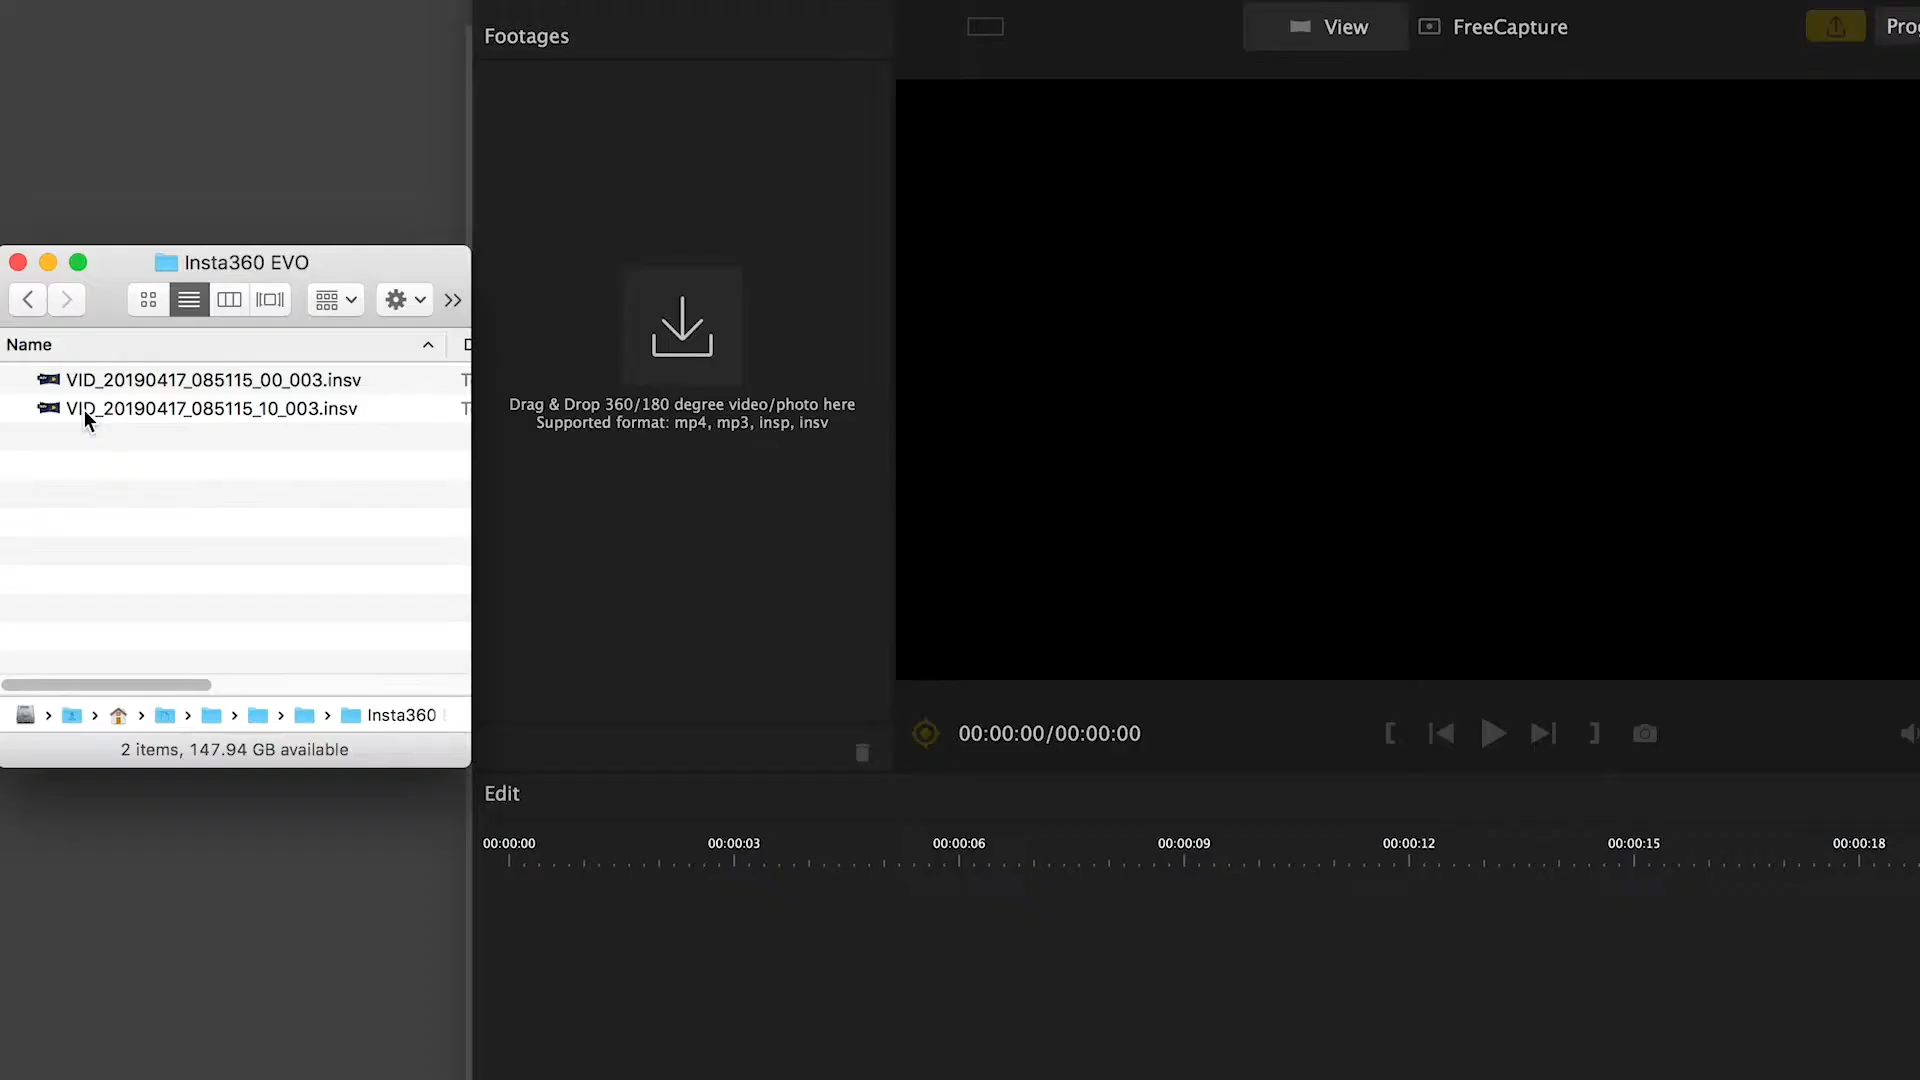 Footages
View
FreeCapture
Insta360 EVO
Name
VID_20190417_085115_00_003.insv
VID_20190417_085115_10_003.insv
Drag & Drop 360/180 degree video/photo here
Supported format: mp4, mp3, insp, insv
Insta360
2 items, 147.94 GB available
00:00:00/00:00:00
Edit
00:00:00
00:00:03
00:00:06
00:00:09
00:00:12
00:00:15
00:00:18